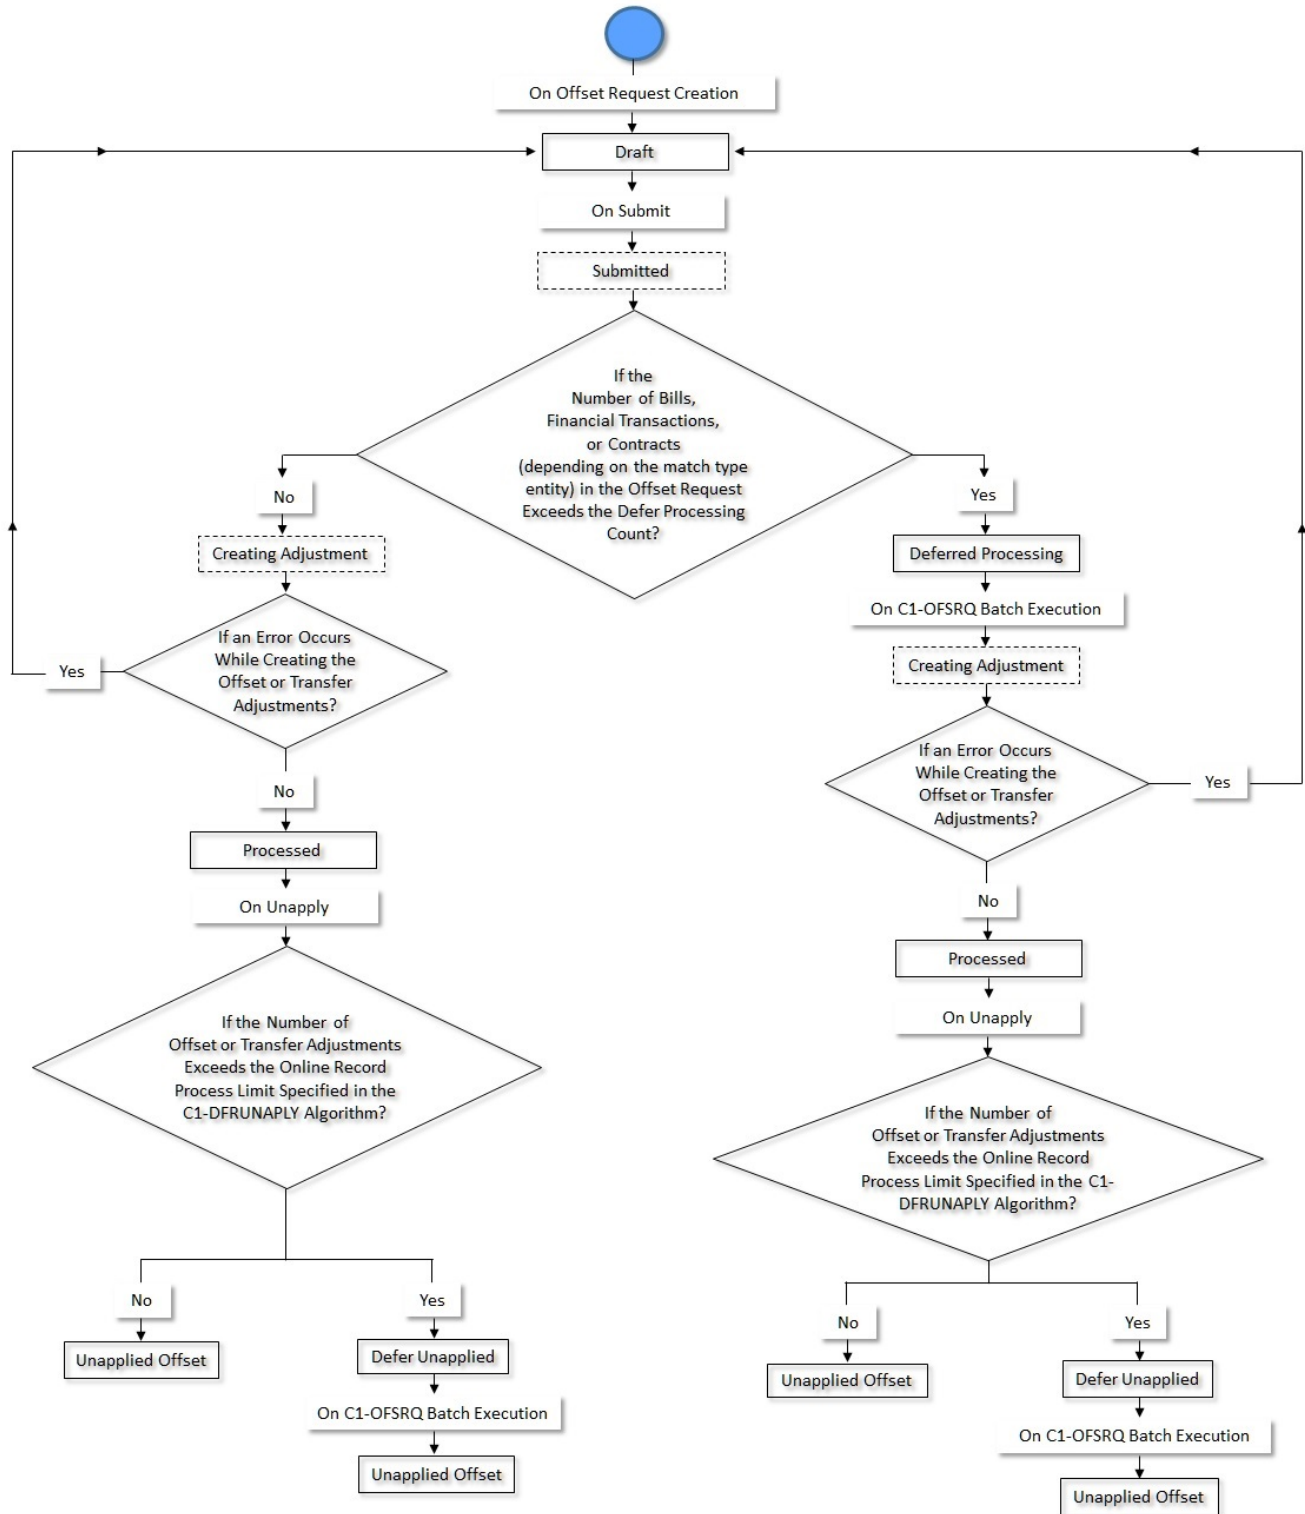 On Offset Request Creation
Draft
On Submit
Submitted
If the
Number of Bills,
Financial Transactions,
or Contracts
(depending on the match type
entity) in the Offset Request
Exceeds the Defer Processing
Count?
No
Creating Adjustment
If an Error Occurs
While Creating the
Offset or Transfer
Adjustments?
Yes
No
Processed
On Unapply
If the Number of
Offset or Transfer Adjustments
Exceeds the Online Record
Process Limit Specified in the
C1-DFRUNAPLY Algorithm?
No
Unapplied Offset
Yes
Defer Unapplied
On C1-OFSRQ Batch Execution
Unapplied Offset
Yes
Deferred Processing
On C1-OFSRQ Batch Execution
Creating Adjustment
If an Error Occurs
While Creating the
Offset or Transfer
Adjustments?
Yes
No
Processed
On Unapply
If the Number of
Offset or Transfer Adjustments
Exceeds the Online Record
Process Limit Specified in the C1-
DFRUNAPLY Algorithm?
No
Unapplied Offset
Yes
Defer Unapplied
On C1-OFSRQ Batch Execution
Unapplied Offset